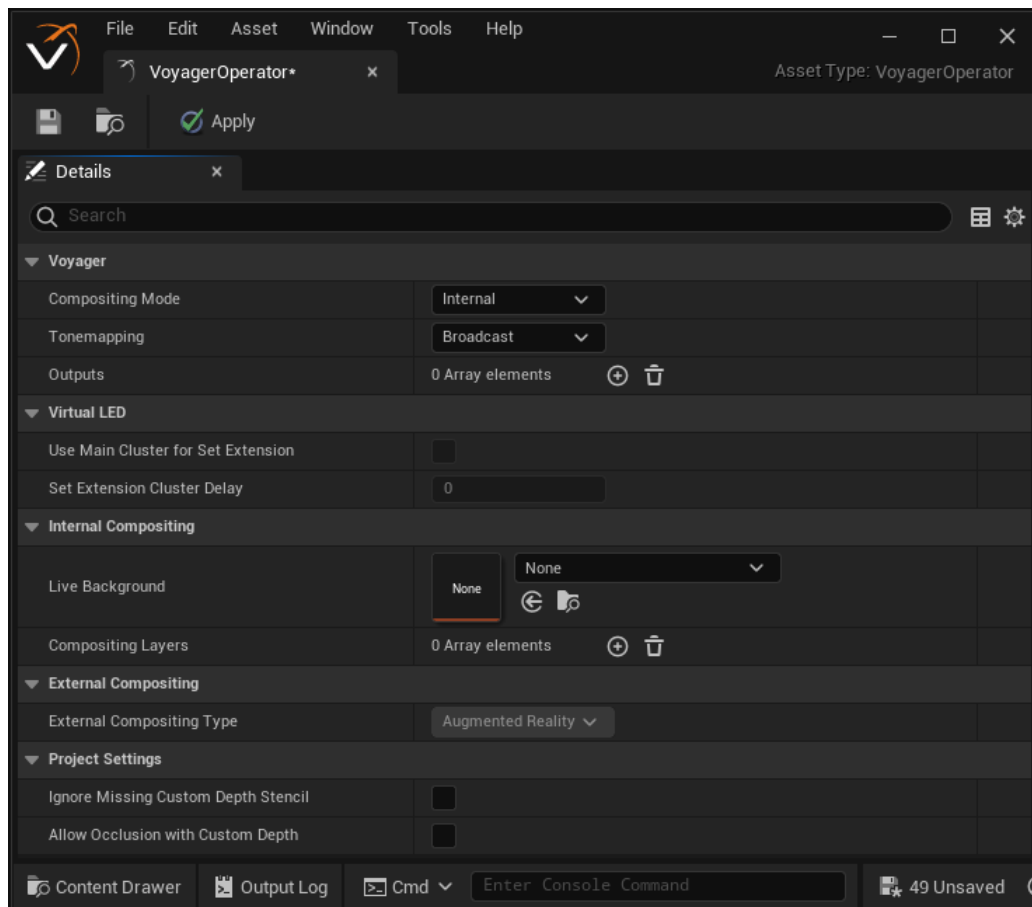 File Edit Asset Window Tools Help
VoyagerOperator*
Asset Type: VoyagerOperator
Apply
Details
Search
Voyager
Compositing Mode Internal
Tonemapping Broadcast
Outputs 0 Array elements
Virtual LED
Use Main Cluster for Set Extension
Set Extension Cluster Delay 0
Internal Compositing
Live Background None None
Compositing Layers 0 Array elements
External Compositing
External Compositing Type Augmented Reality
Project Settings
Ignore Missing Custom Depth Stencil
Allow Occlusion with Custom Depth
Content Drawer Output Log Cmd Enter Console Command 49 Unsaved